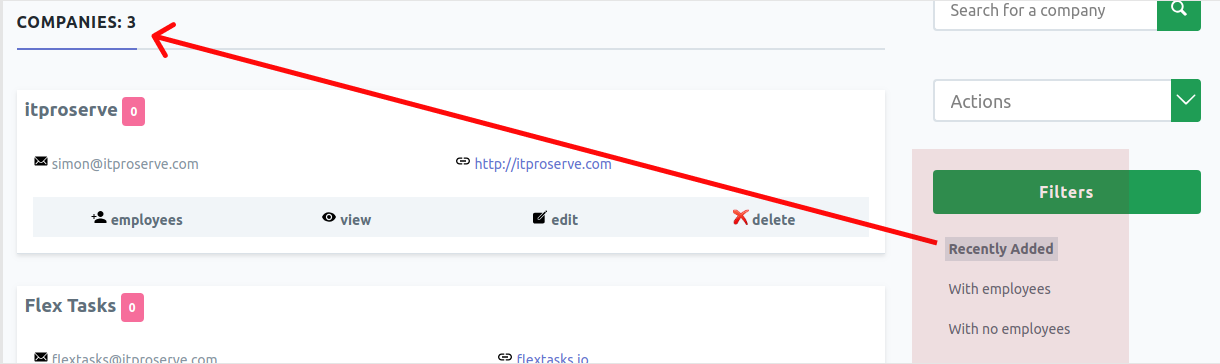 COMPANIES: 3
Search for a company
Actions
Filters
Recently Added
With employees
With no employees
itproserve 0
simon@itproserve.com http://itproserve.com
employees view edit delete
Flex Tasks 0
flextasks@itproserve.com flextasks.io